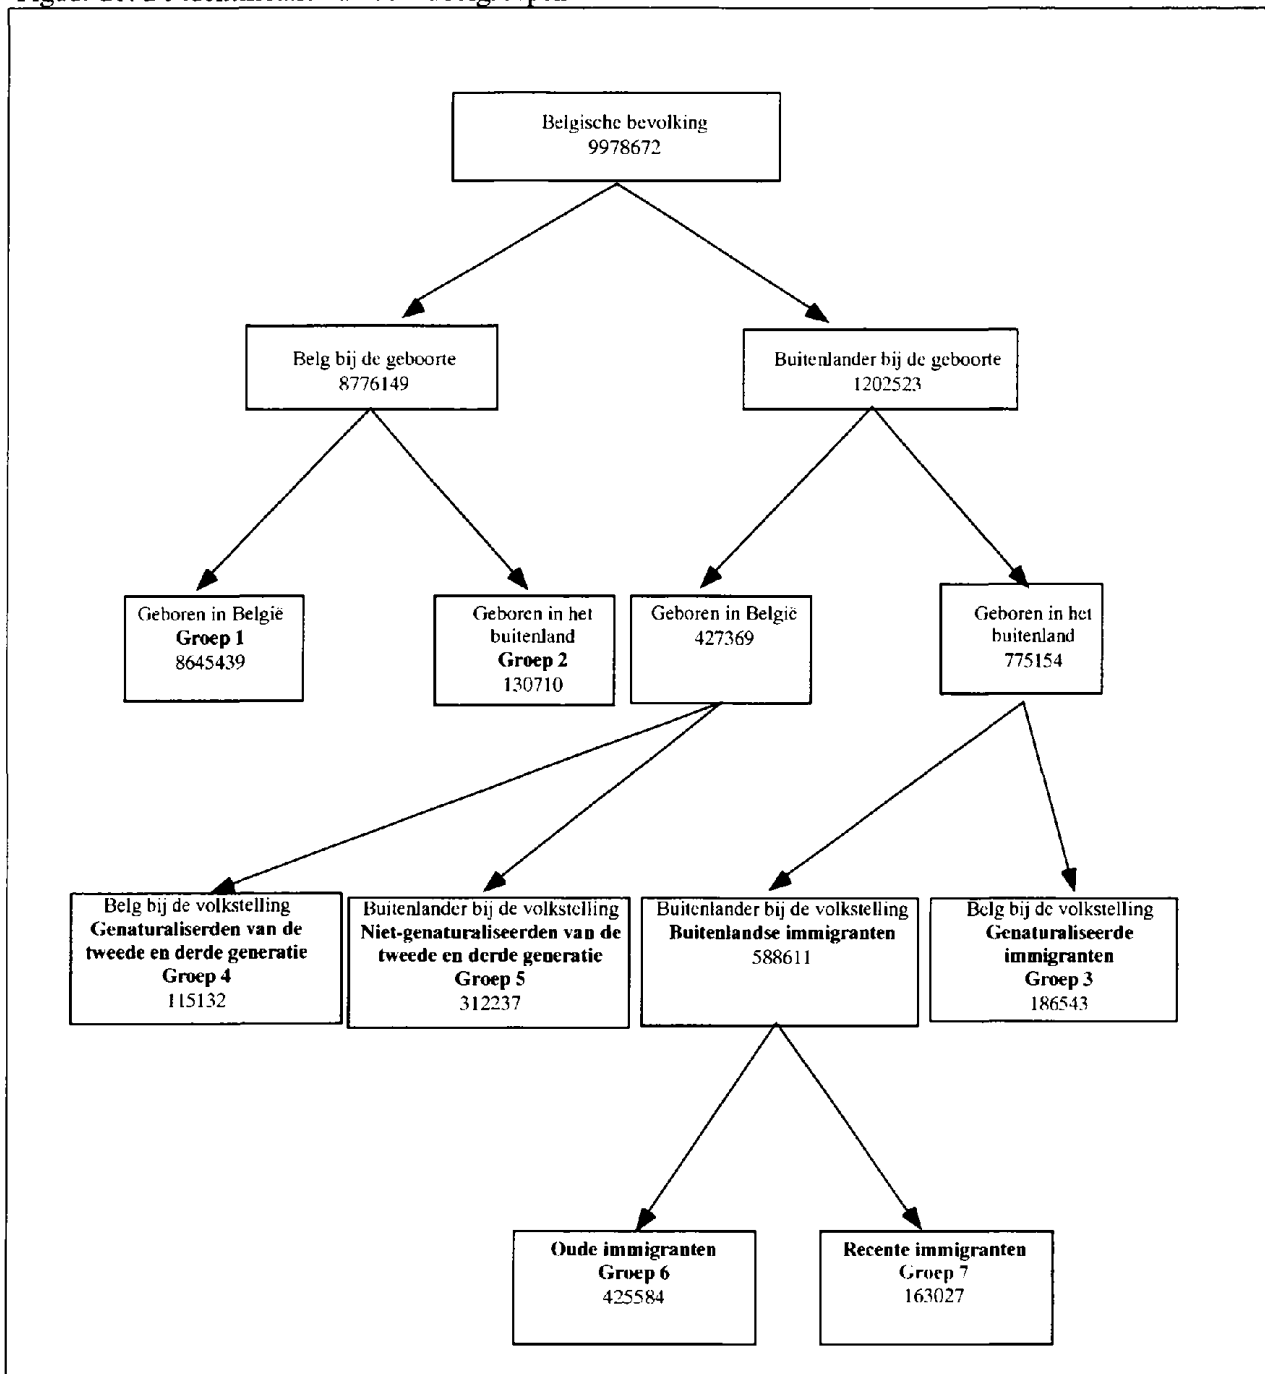 Belgische bevolking
9978672
Belg bij de geboorte
8776149
Buitenlander bij de geboorte
1202523
Geboren in België
Groep 1
8645439
Geboren in het
buitenland
Groep 2
130710
Geboren in België
427369
Geboren in het
buitenland
775154
Belg bij de volkstelling
Genaturaliserden van de
tweede en derde generatie
Groep 4
115132
Buitenlander bij de volkstelling
Niet-genaturaliseerden van de
tweede en derde generatie
Groep 5
312237
Buitenlander bij de volkstelling
Buitenlandse immigranten
588611
Belg bij de volkstelling
Genaturaliseerde
immigranten
Groep 3
186543
Oude immigranten
Groep 6
425584
Recente immigranten
Groep 7
163027